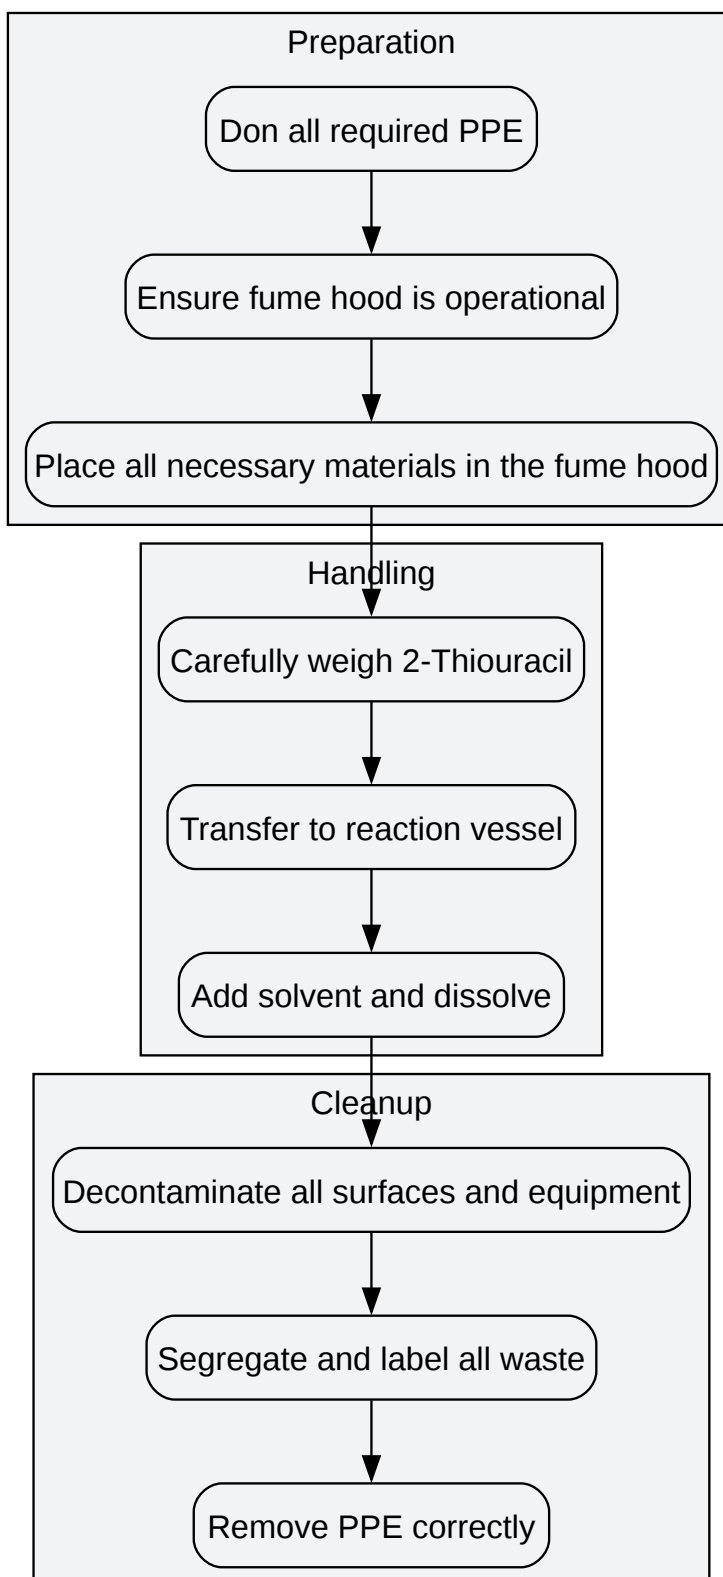 Preparation
Don all required PPE
Ensure fume hood is operational
Place all necessary materials in the fume hood
Handling
Carefully weigh 2-Thiouracil
Transfer to reaction vessel
Add solvent and dissolve
Cleanup
Decontaminate all surfaces and equipment
Segregate and label all waste
Remove PPE correctly